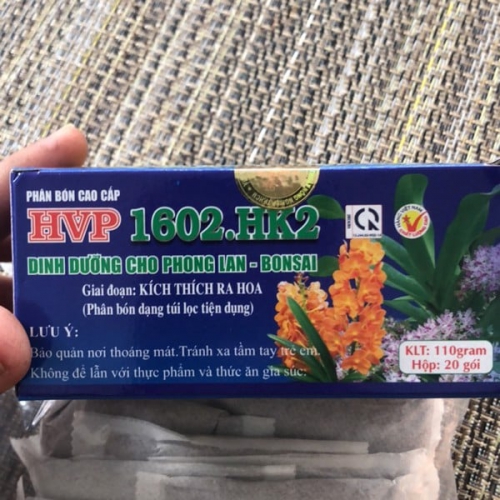 PHÂN BÓN CAO CẤP
HVP 1602.HK2
DINH DƯỠNG CHO PHONG LAN - BONSAI
Giai đoạn: KÍCH THÍCH RA HOA
(Phân bón dạng túi lọc tiện dụng)
LƯU Ý:
Bảo quản nơi thoáng mát.Tránh xa tầm tay trẻ em.
Không để lẫn với thực phẩm và thức ăn gia súc.
KLT: 110gram
Hộp: 20 gói